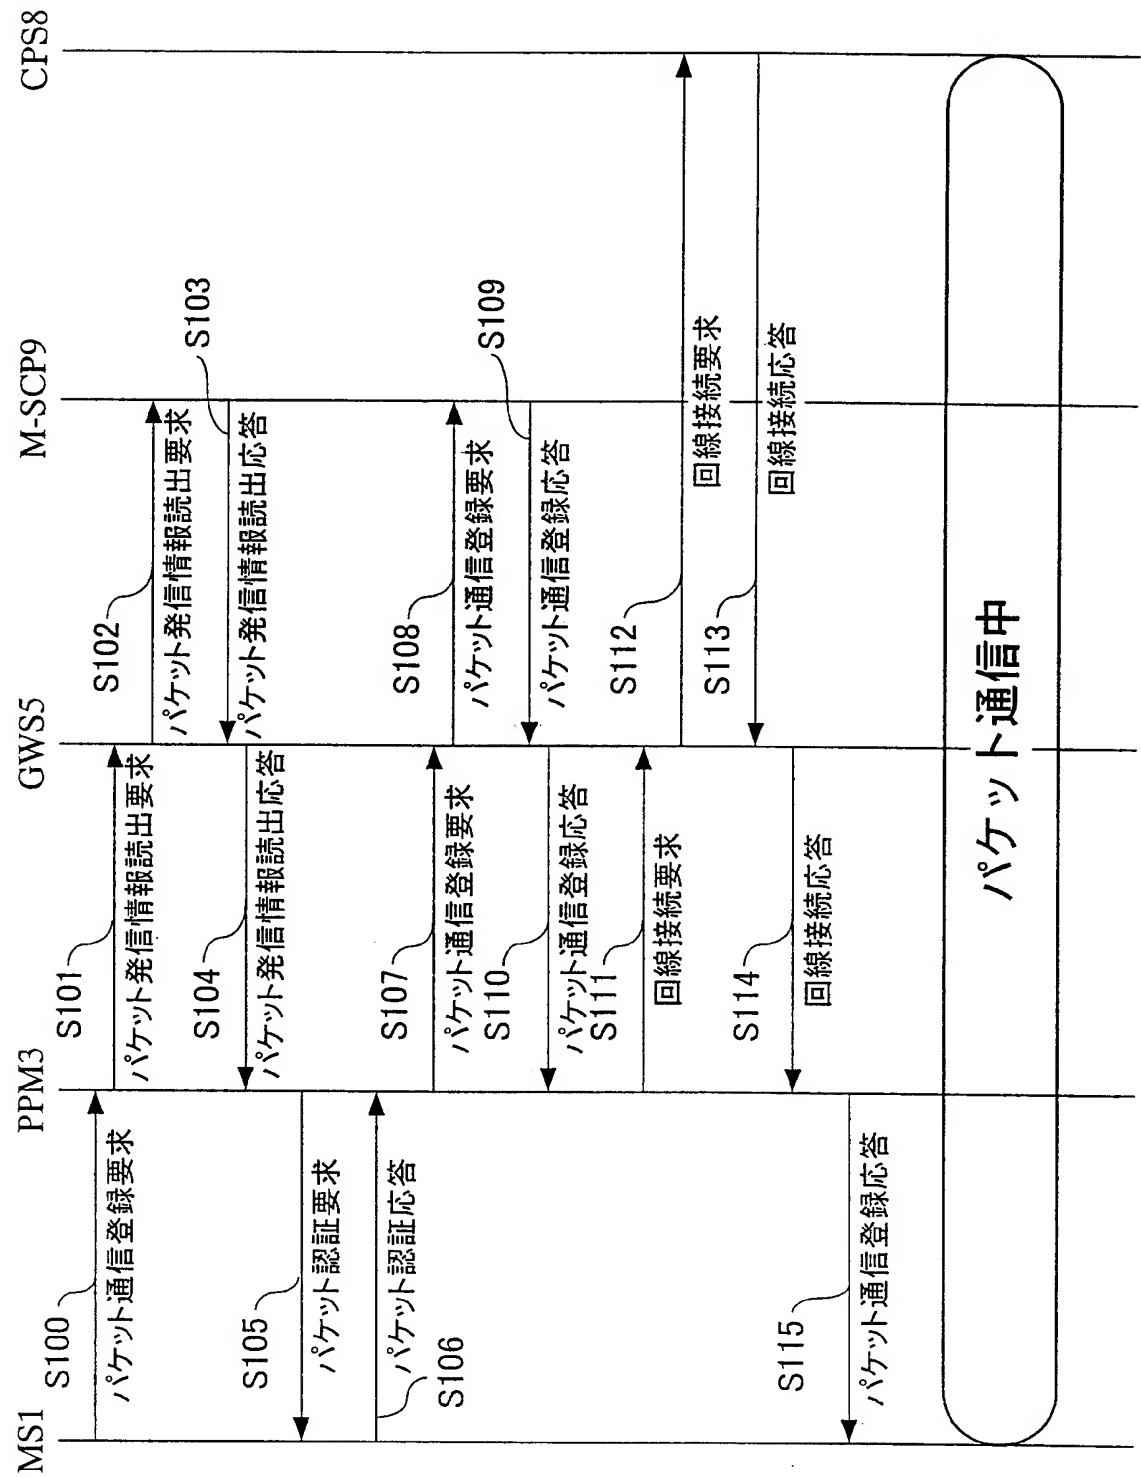 MS1
PPM3
GWS5
M-SCP9
CPS8
S100
パケット通信登録要求
S101
パケット発信情報読出要求
S102
パケット発信情報読出要求
S103
パケット発信情報読出応答
S104
パケット発信情報読出応答
S105
パケット認証要求
パケット認証応答
S106
S107
パケット通信登録要求
S108
パケット通信登録要求
S109
パケット通信登録応答
S110
パケット通信登録応答
S111
回線接続要求
S112
回線接続要求
S113
回線接続応答
S114
回線接続応答
S115
パケット通信登録応答
パケット通信中